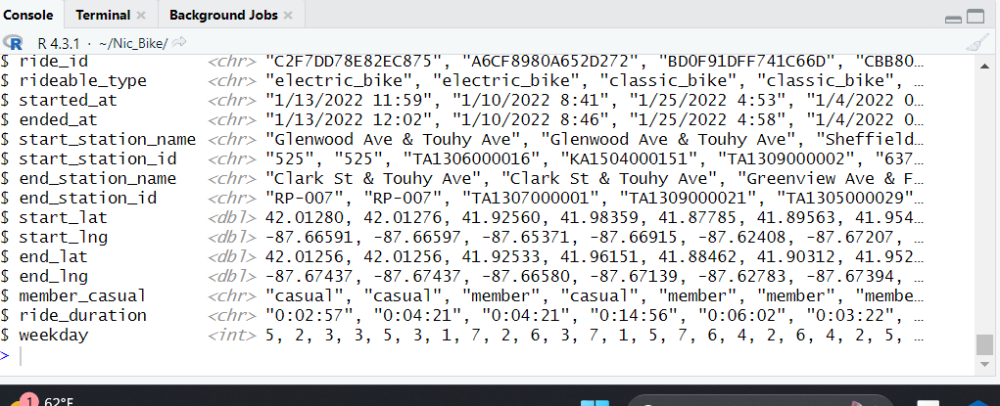 Console Terminal Background Jobs
R 4.3.1 · ~/Nic_Bike/
$ ride_id <chr> "C2F7DD78E82EC875", "A6CF8980A652D272", "BD0F91DFF741C66D", "CBB80…
$ rideable_type <chr> "electric_bike", "electric_bike", "classic_bike", "classic_bike", …
$ started_at <chr> "1/13/2022 11:59", "1/10/2022 8:41", "1/25/2022 4:53", "1/4/2022 0…
$ ended_at <chr> "1/13/2022 12:02", "1/10/2022 8:46", "1/25/2022 4:58", "1/4/2022 0…
$ start_station_name <chr> "Glenwood Ave & Touhy Ave", "Glenwood Ave & Touhy Ave", "Sheffield…
$ start_station_id <chr> "525", "525", "TA1306000016", "KA1504000151", "TA1309000002", "637…
$ end_station_name <chr> "Clark St & Touhy Ave", "Clark St & Touhy Ave", "Greenview Ave & F…
$ end_station_id <chr> "RP-007", "RP-007", "TA1307000001", "TA1309000021", "TA1305000029"…
$ start_lat <dbl> 42.01280, 42.01276, 41.92560, 41.98359, 41.87785, 41.89563, 41.954…
$ start_lng <dbl> -87.66591, -87.66597, -87.65371, -87.66915, -87.62408, -87.67207, …
$ end_lat <dbl> 42.01256, 42.01256, 41.92533, 41.96151, 41.88462, 41.90312, 41.952…
$ end_lng <dbl> -87.67437, -87.67437, -87.66580, -87.67139, -87.62783, -87.67394, …
$ member_casual <chr> "casual", "casual", "member", "casual", "member", "member", "membe…
$ ride_duration <chr> "0:02:57", "0:04:21", "0:04:21", "0:14:56", "0:06:02", "0:03:22", …
$ weekday <int> 5, 2, 3, 3, 5, 3, 1, 7, 2, 6, 3, 7, 1, 5, 7, 6, 4, 2, 6, 4, 2, 5, …
>
1 62°F